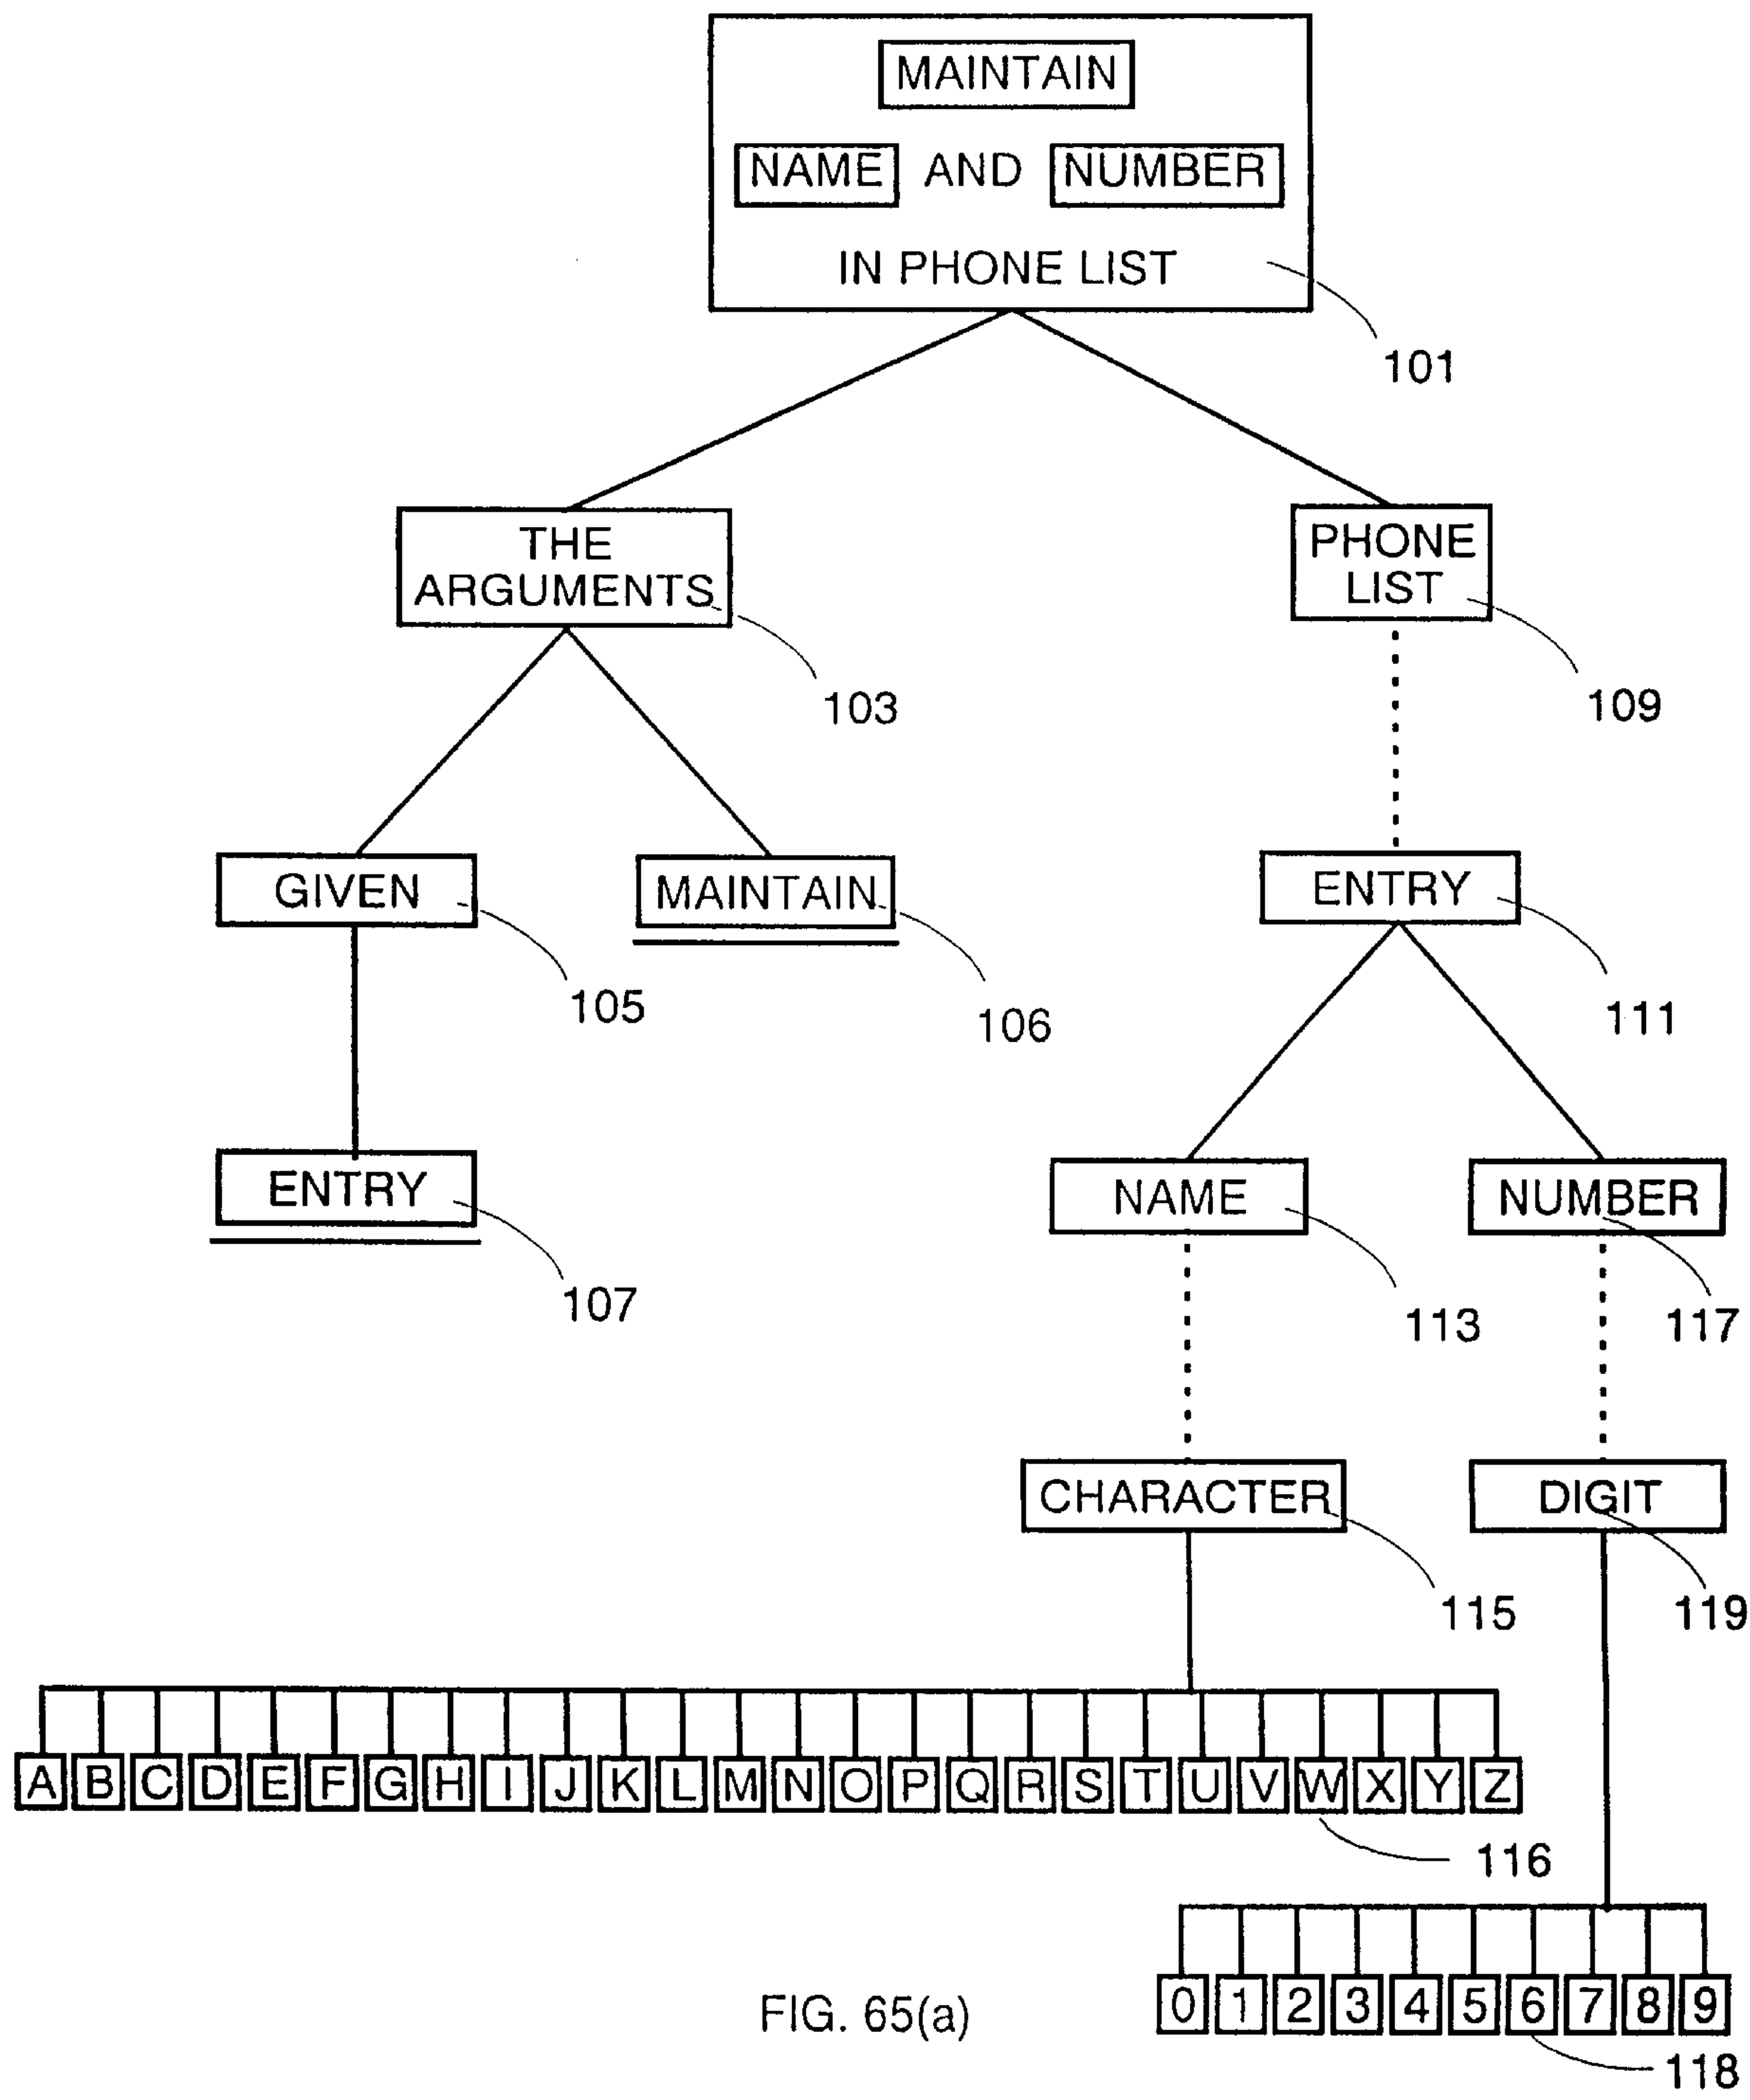 MAINTAIN
NAME AND NUMBER
IN PHONE LIST
101
THE
ARGUMENTS
103
PHONE
LIST
109
GIVEN
105
MAINTAIN
106
ENTRY
111
ENTRY
107
NAME
113
NUMBER
117
CHARACTER
115
DIGIT
119
A B C D E F G H I J K L M N O P Q R S T U V W X Y Z
116
0 1 2 3 4 5 6 7 8 9
118
FIG. 65(a)